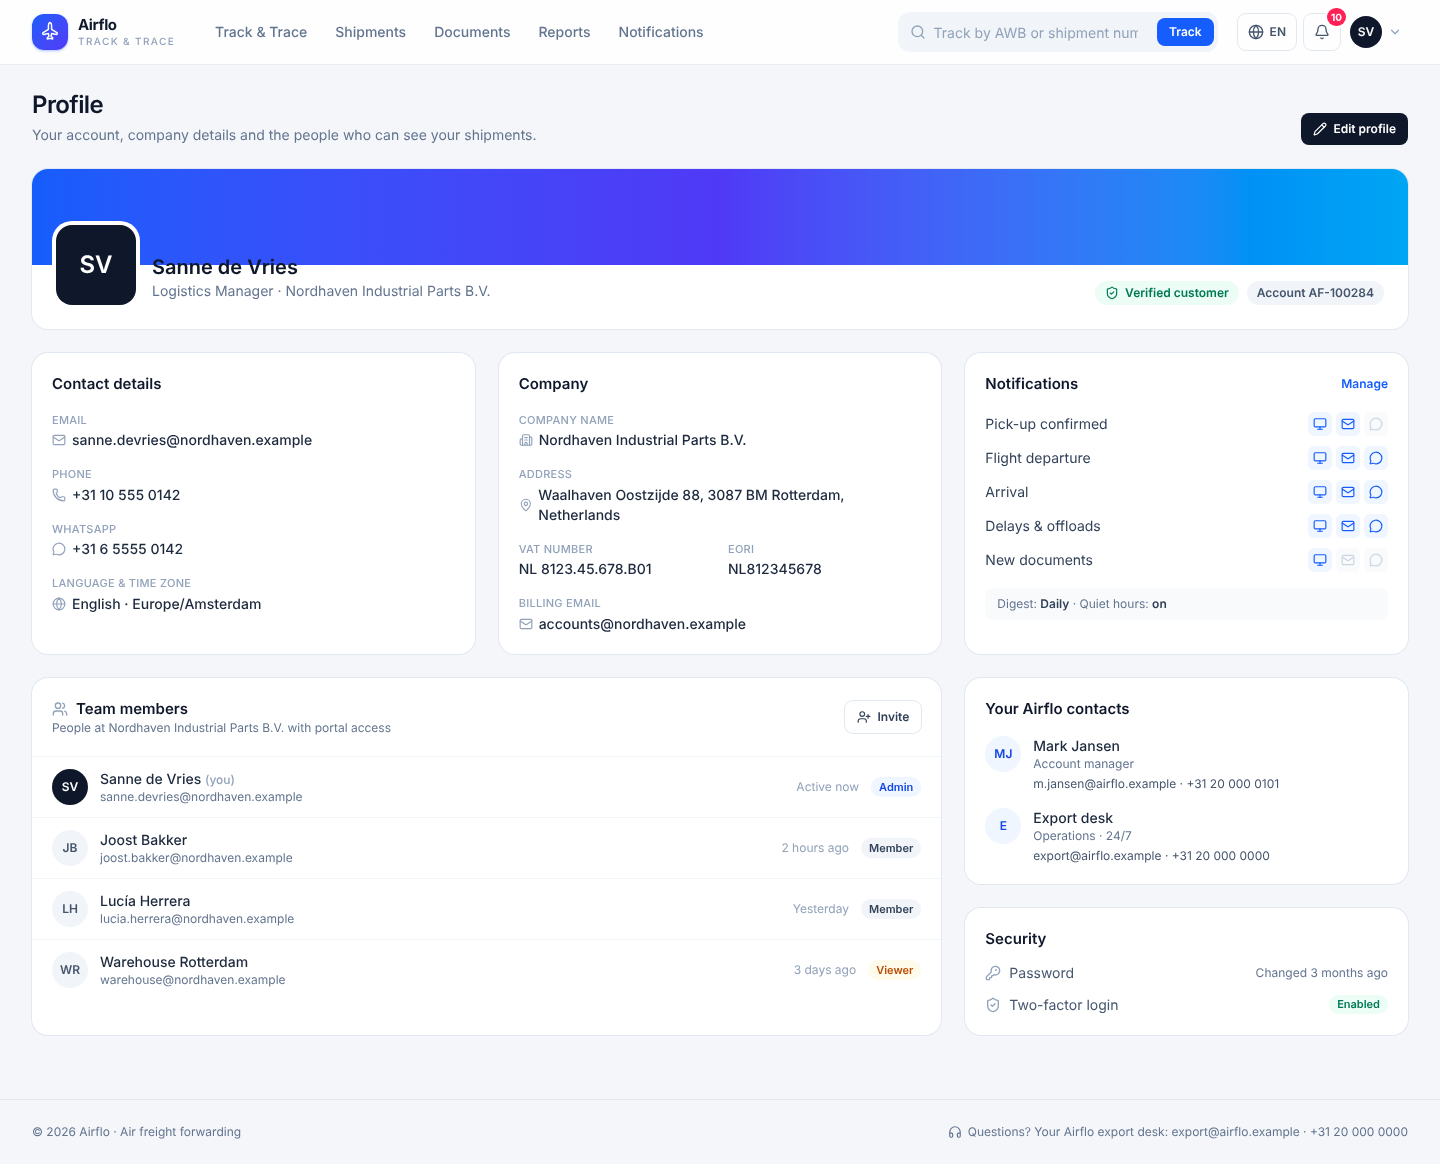 Airflo
TRACK & TRACE
Track & Trace
Shipments
Documents
Reports
Notifications
Track by AWB or shipment num
Track
EN
10
SV
Profile
Your account, company details and the people who can see your shipments.
Edit profile
SV
Sanne de Vries
Logistics Manager · Nordhaven Industrial Parts B.V.
Verified customer
Account AF-100284
Contact details
EMAIL
sanne.devries@nordhaven.example
PHONE
+31 10 555 0142
WHATSAPP
+31 6 5555 0142
LANGUAGE & TIME ZONE
English · Europe/Amsterdam
Company
COMPANY NAME
Nordhaven Industrial Parts B.V.
ADDRESS
Waalhaven Oostzijde 88, 3087 BM Rotterdam,
Netherlands
VAT NUMBER
NL 8123.45.678.B01
EORI
NL812345678
BILLING EMAIL
accounts@nordhaven.example
Notifications
Manage
Pick-up confirmed
Flight departure
Arrival
Delays & offloads
New documents
Digest: Daily · Quiet hours: on
Team members
People at Nordhaven Industrial Parts B.V. with portal access
Invite
SV
Sanne de Vries (you)
sanne.devries@nordhaven.example
Active now
Admin
JB
Joost Bakker
joost.bakker@nordhaven.example
2 hours ago
Member
LH
Lucía Herrera
lucia.herrera@nordhaven.example
Yesterday
Member
WR
Warehouse Rotterdam
warehouse@nordhaven.example
3 days ago
Viewer
Your Airflo contacts
MJ
Mark Jansen
Account manager
m.jansen@airflo.example · +31 20 000 0101
E
Export desk
Operations · 24/7
export@airflo.example · +31 20 000 0000
Security
Password
Changed 3 months ago
Two-factor login
Enabled
© 2026 Airflo · Air freight forwarding
Questions? Your Airflo export desk: export@airflo.example · +31 20 000 0000